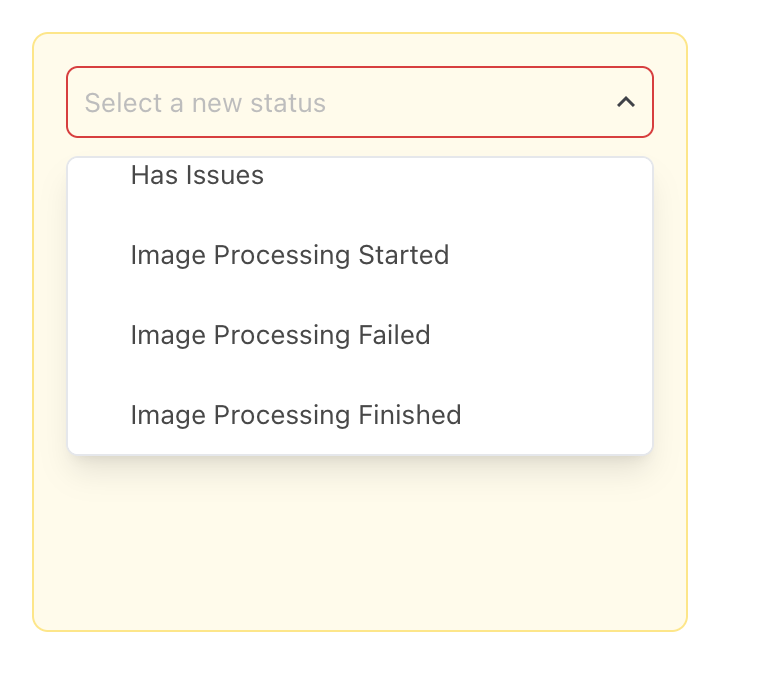 Select a new status
Has Issues
Image Processing Started
Image Processing Failed
Image Processing Finished